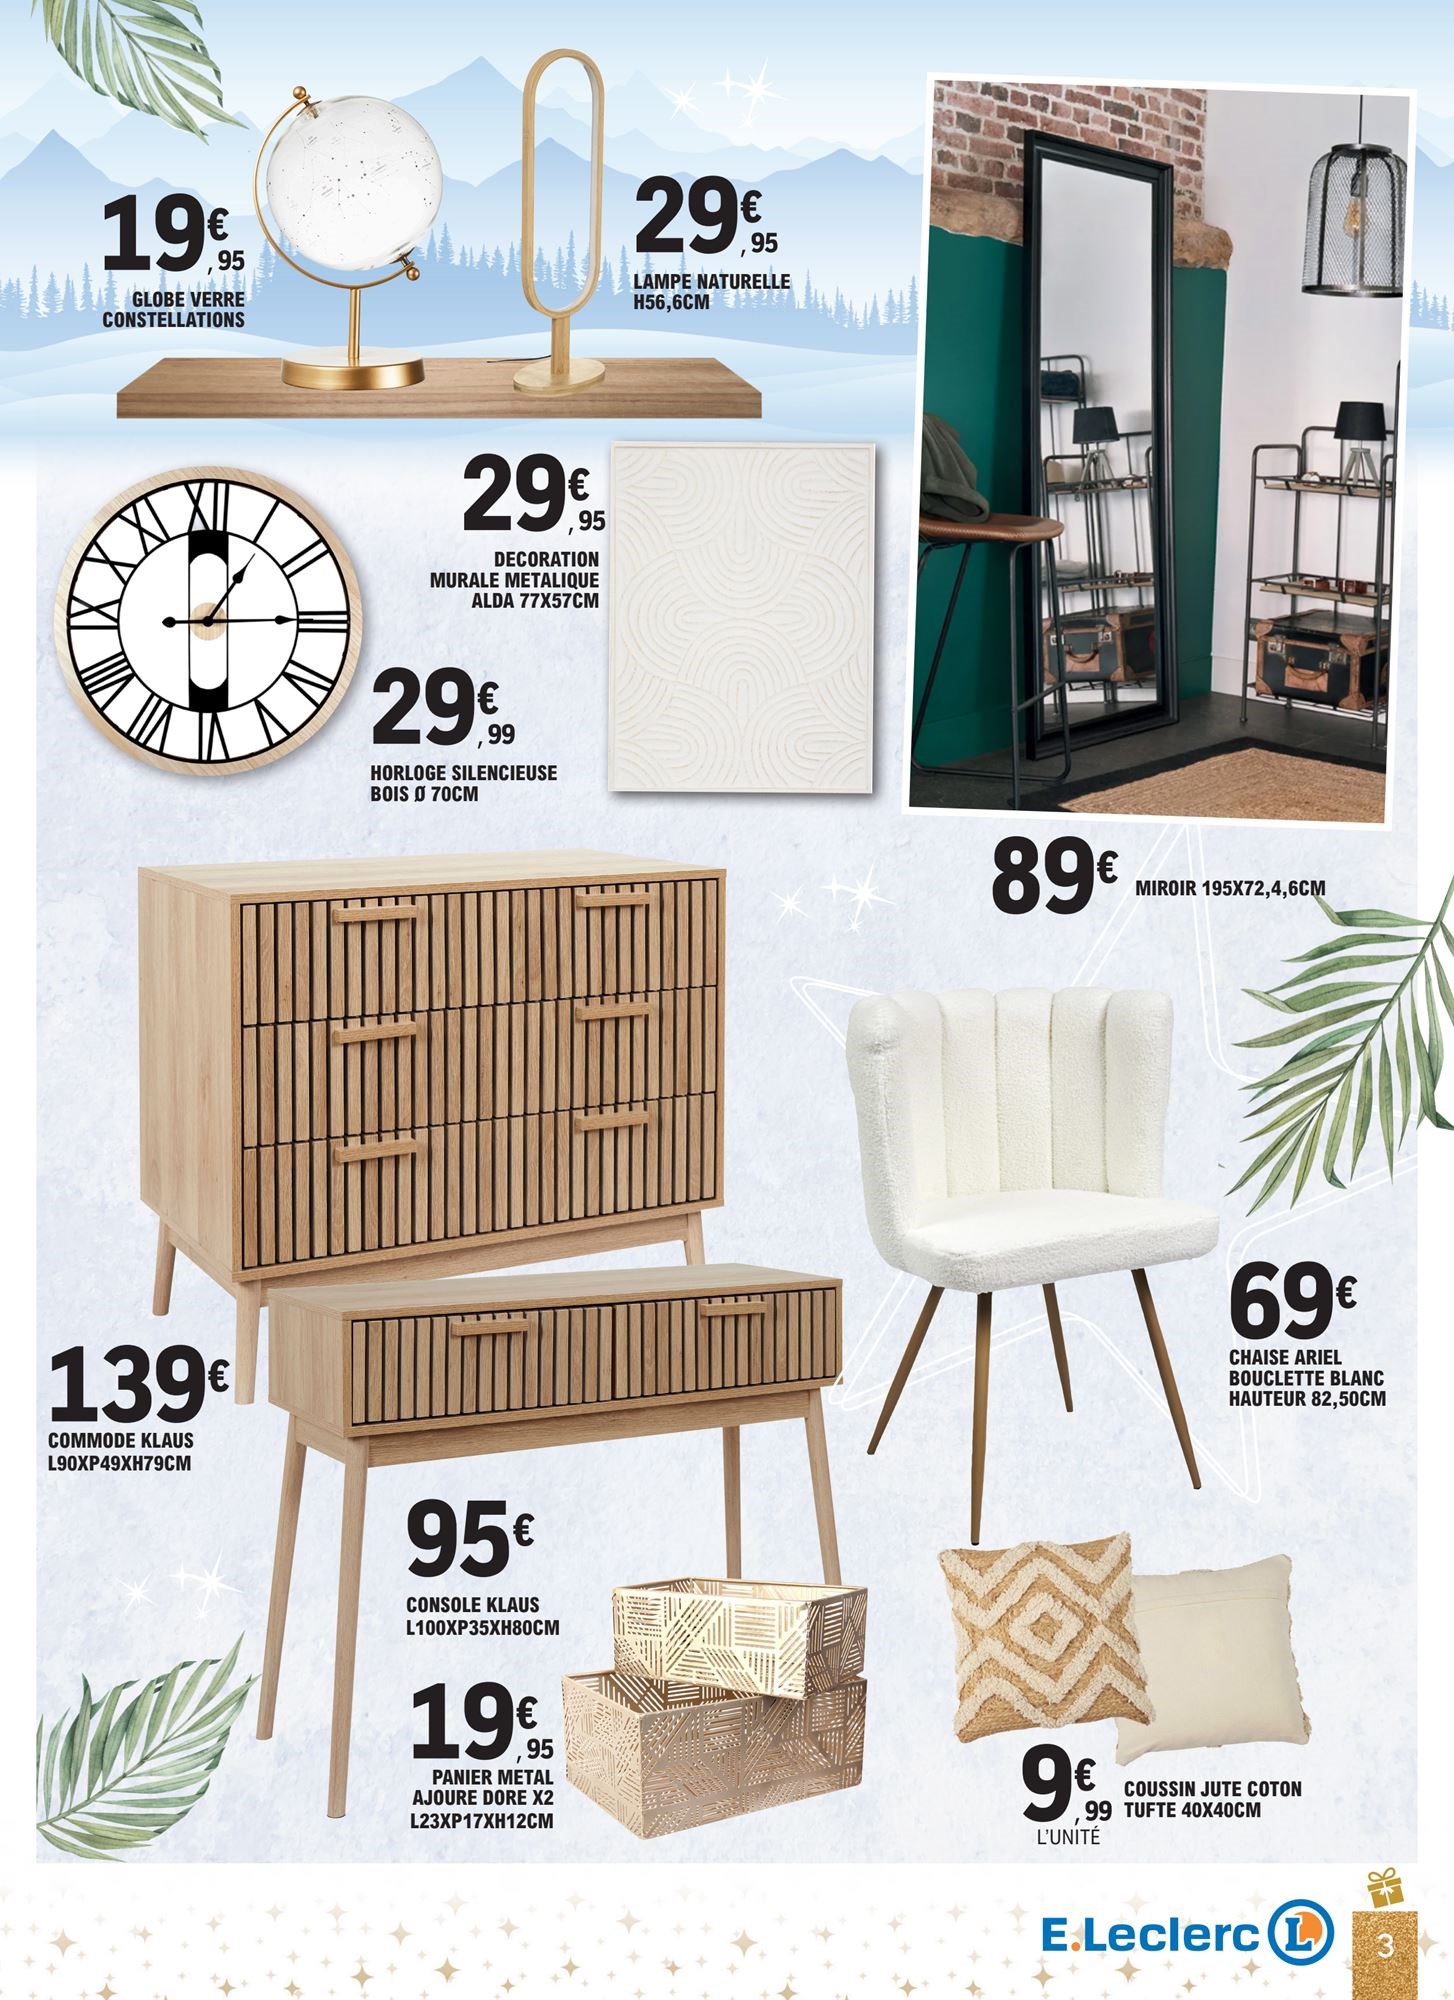 19€,95
GLOBE VERRE
CONSTELLATIONS
29€,95
LAMPE NATURELLE
H56,6CM
29€,95
DECORATION
MURALE METALIQUE
ALDA 77X57CM
29€,99
HORLOGE SILENCIEUSE
BOIS Ø 70CM
89€
MIROIR 195X72,4,6CM
69€
CHAISE ARIEL
BOUCLETTE BLANC
HAUTEUR 82,50CM
139€
COMMODE KLAUS
L90XP49XH79CM
95€
CONSOLE KLAUS
L100XP35XH80CM
19€,95
PANIER METAL
AJOURE DORE X2
L23XP17XH12CM
9€,99
L'UNITÉ
COUSSIN JUTE COTON
TUFTE 40X40CM
E.Leclerc L
3